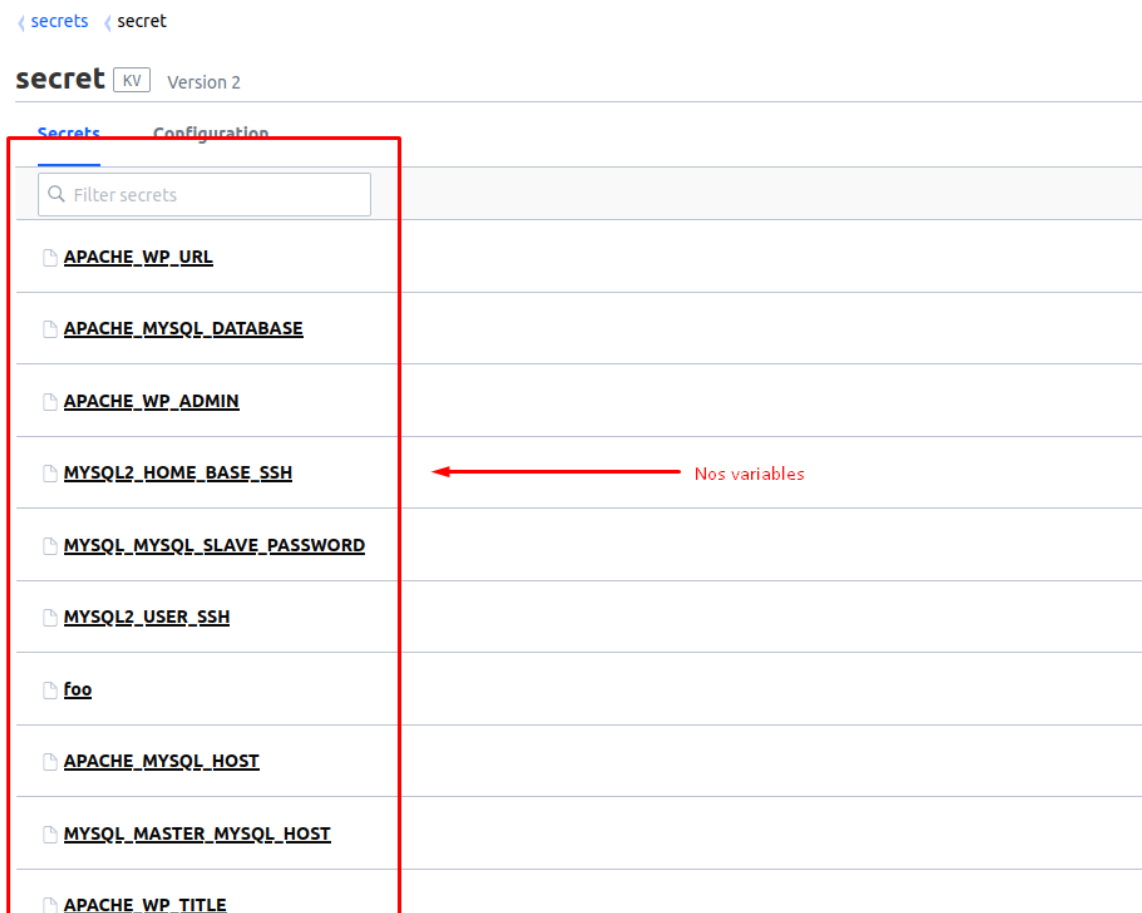 secrets secret
secret KV Version 2
Secrets Configuration
Filter secrets
APACHE_WP_URL
APACHE_MYSQL_DATABASE
APACHE_WP_ADMIN
MYSQL2_HOME_BASE_SSH
Nos variables
MYSQL_MYSQL_SLAVE_PASSWORD
MYSQL2_USER_SSH
foo
APACHE_MYSQL_HOST
MYSQL_MASTER_MYSQL_HOST
APACHE_WP_TITLE